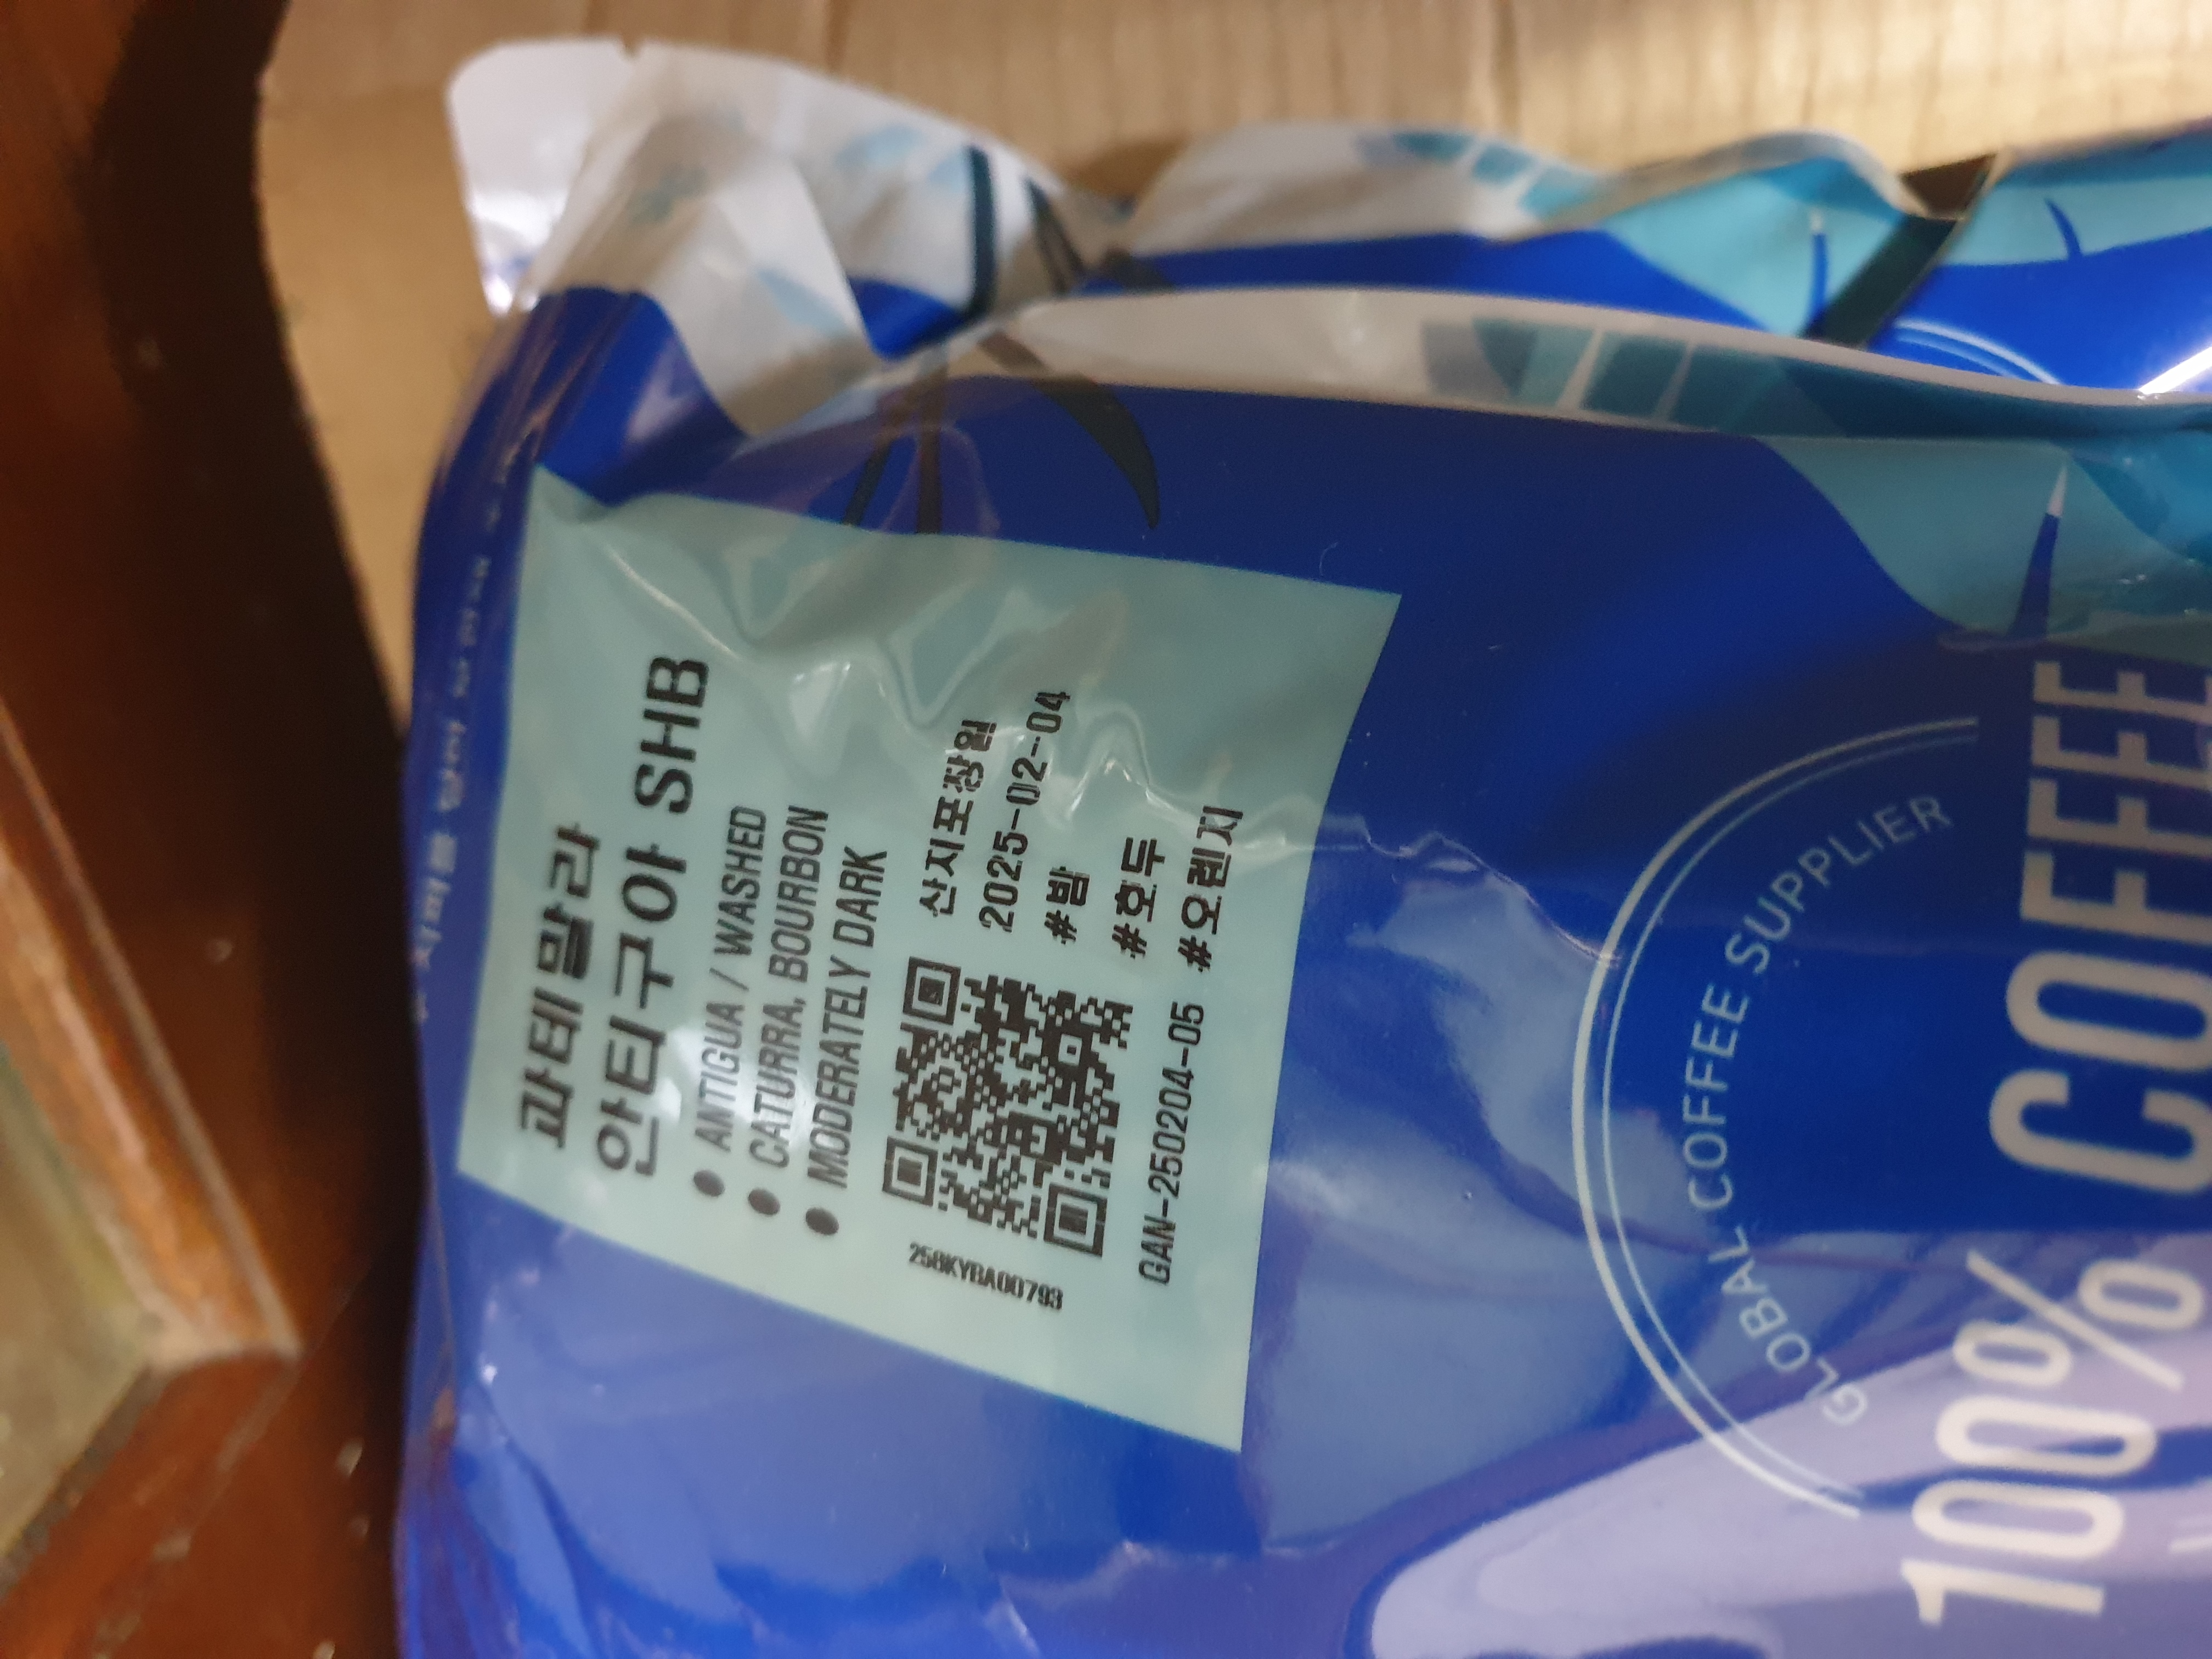 과테말라
안티구아 SHB
● ANTIGUA / WASHED
● CATURRA, BOURBON
● MODERATELY DARK
산지포장일
2025-02-04
#밤
#호두
#오렌지
258KYBA00793
GAN-250204-05
GLOBAL COFFEE SUPPLIER
100% COFFEE